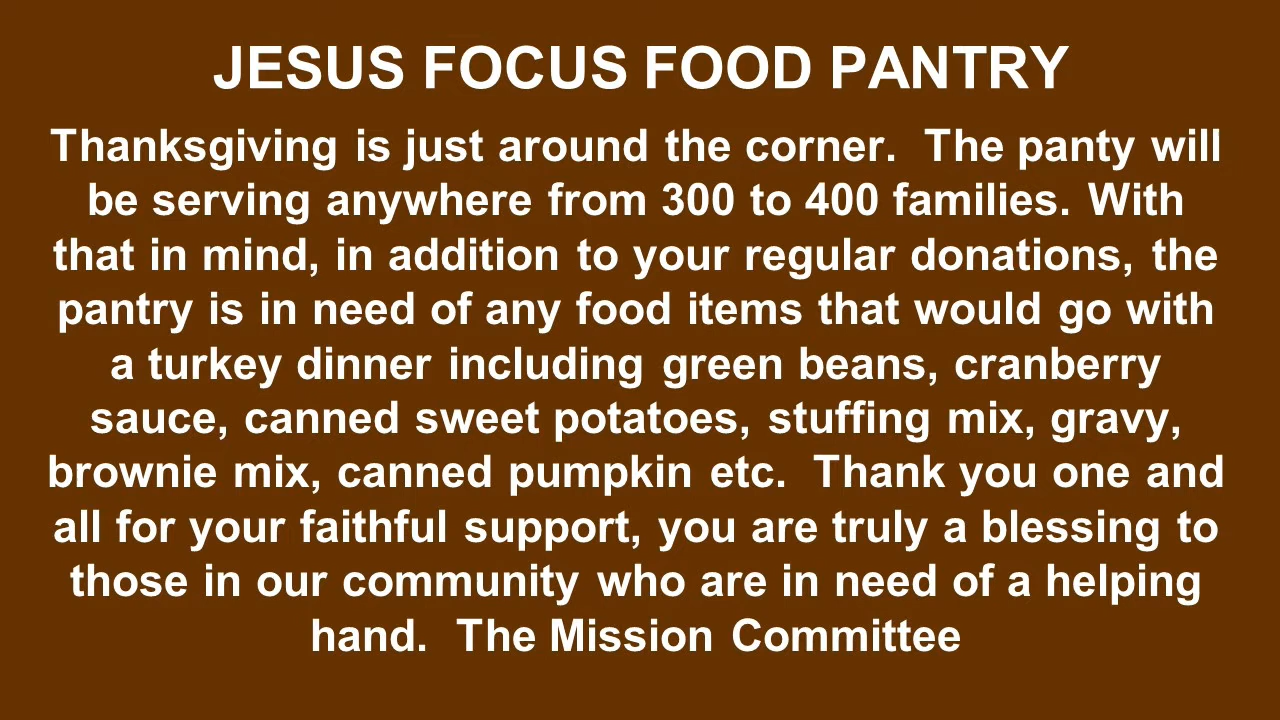 JESUS FOCUS FOOD PANTRY
Thanksgiving is just around the corner.  The panty will
be serving anywhere from 300 to 400 families. With
that in mind, in addition to your regular donations, the
pantry is in need of any food items that would go with
a turkey dinner including green beans, cranberry
sauce, canned sweet potatoes, stuffing mix, gravy,
brownie mix, canned pumpkin etc.  Thank you one and
all for your faithful support, you are truly a blessing to
those in our community who are in need of a helping
hand.  The Mission Committee